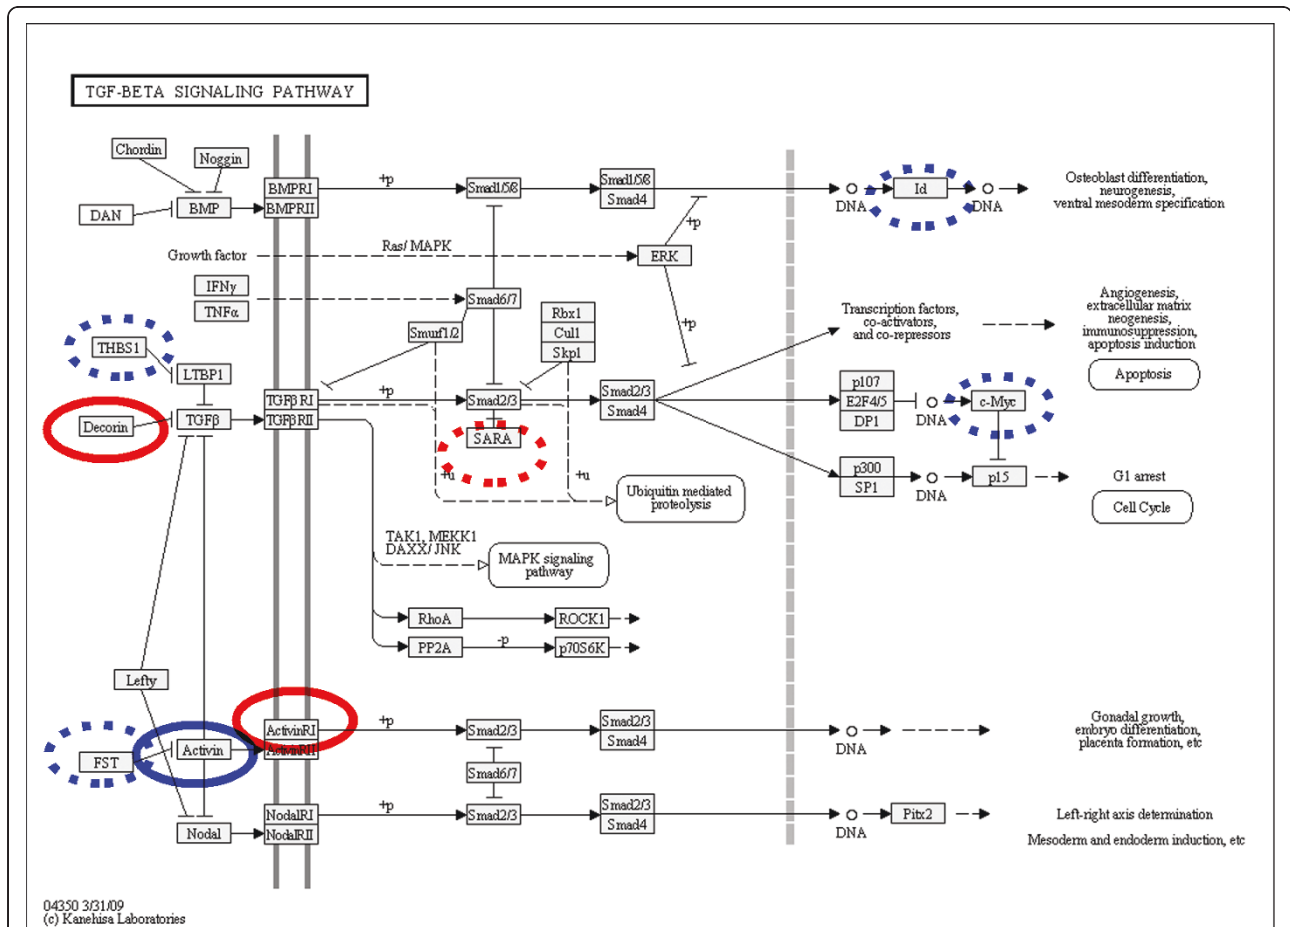 TGF-BETA SIGNALING PATHWAY
Chordin
Noggin
DAN
BMP
BMPRI
BMPRII
+p
Smad1/5/8
Smad1/5/8
Smad4
DNA
Id
DNA
Osteoblast differentiation,
neurogenesis,
ventral mesoderm specification
Growth factor
Ras/ MAPK
ERK
+p
+p
IFNγ
TNFα
Smad6/7
Smurf1/2
Rbx1
Cul1
Skp1
Transcription factors,
co-activators,
and co-repressors
Angiogenesis,
extracellular matrix
neogenesis,
immunosuppression,
apoptosis induction
Apoptosis
THBS1
LTBP1
Decorin
TGFβ
TGFβ RI
TGFβRII
+p
Smad2/3
SARA
Smad2/3
Smad4
p107
E2F4/5
DP1
DNA
c-Myc
p300
SP1
DNA
p15
G1 arrest
Cell Cycle
+u
+u
Ubiquitin mediated
proteolysis
TAK1, MEKK1
DAXX/ JNK
MAPK signaling
pathway
RhoA
ROCK1
PP2A
-p
p70S6K
Lefty
FST
Activin
ActivinRI
ActivinRII
+p
Smad2/3
Smad2/3
Smad4
DNA
Gonadal growth,
embryo differentiation,
placenta formation, etc
Smad6/7
Nodal
NodalRI
NodalRII
+p
Smad2/3
Smad2/3
Smad4
DNA
Pitx2
Left-right axis determination
Mesoderm and endoderm induction, etc
04350 3/31/09
(c) Kanehisa Laboratories